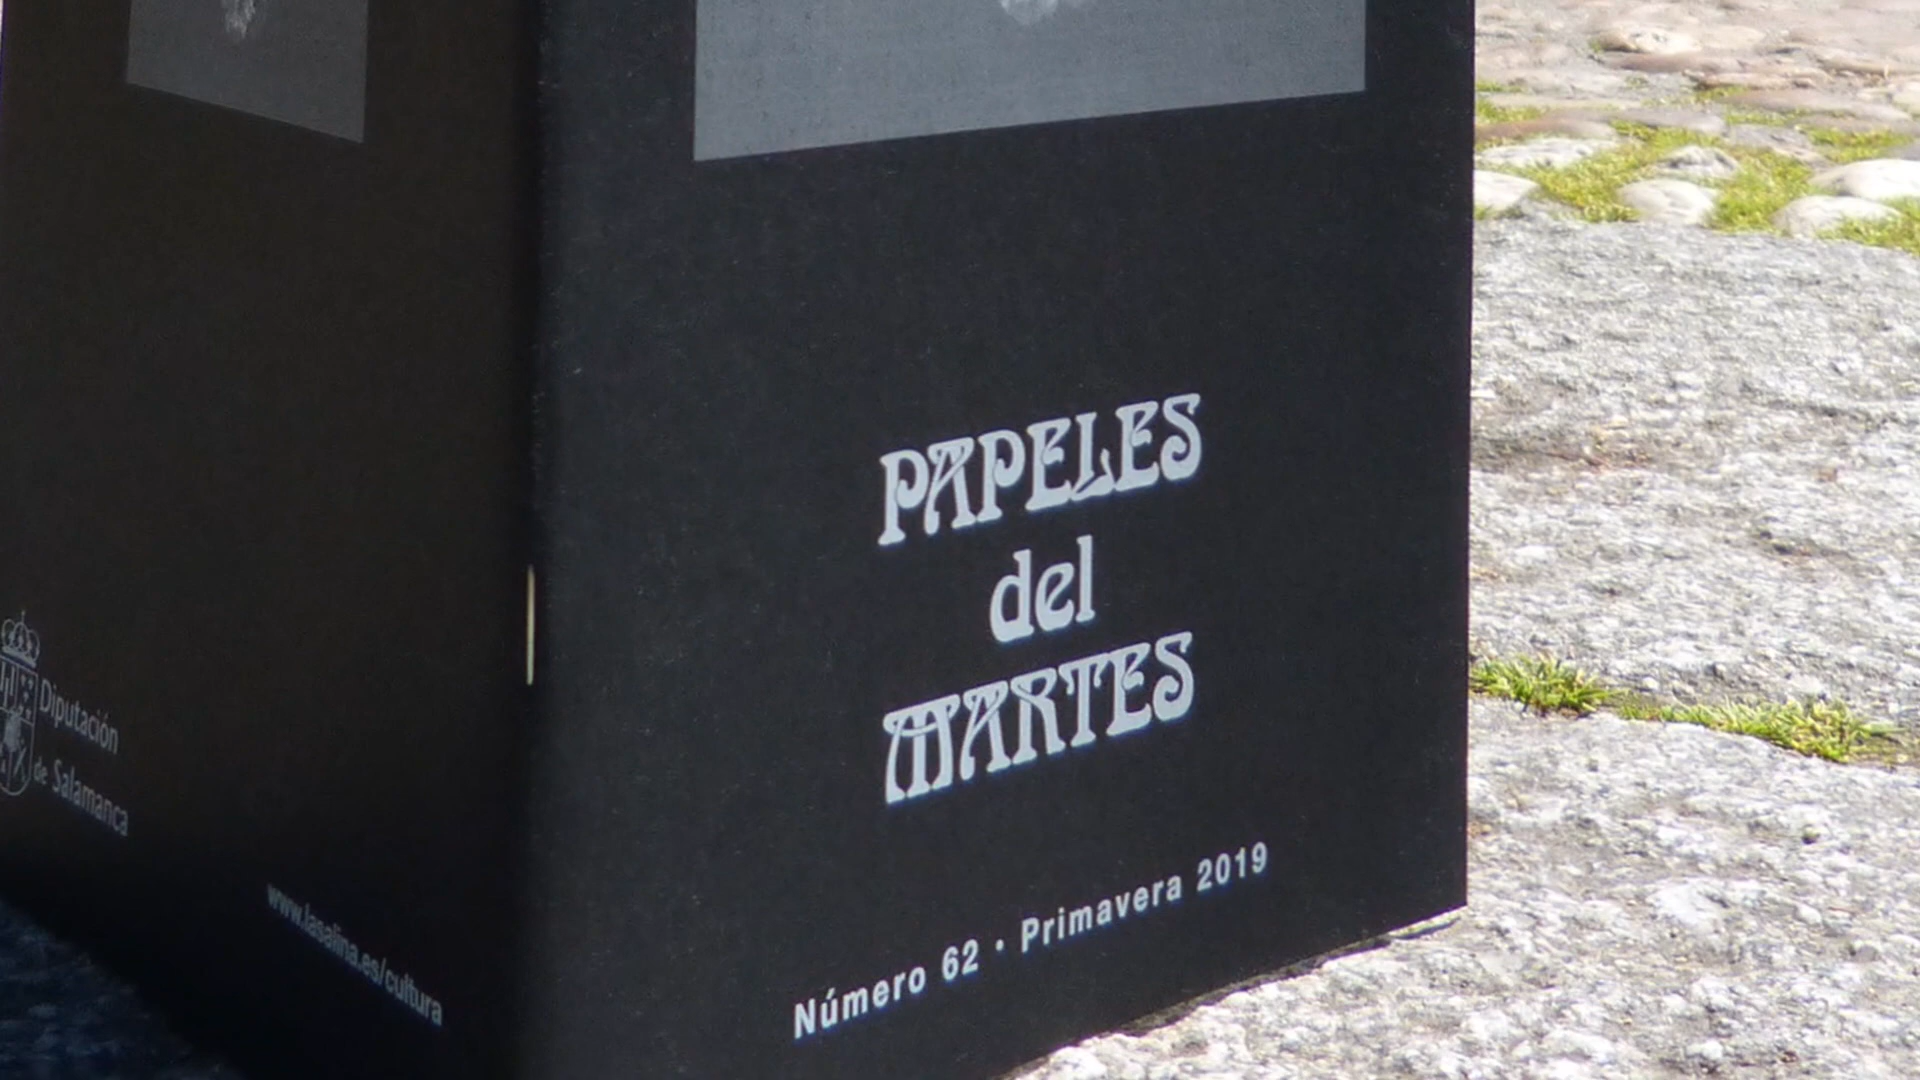 PAPELES
del
MARTES
Número 62 · Primavera 2019
Diputación
de Salamanca
www.lasalina.es/cultura